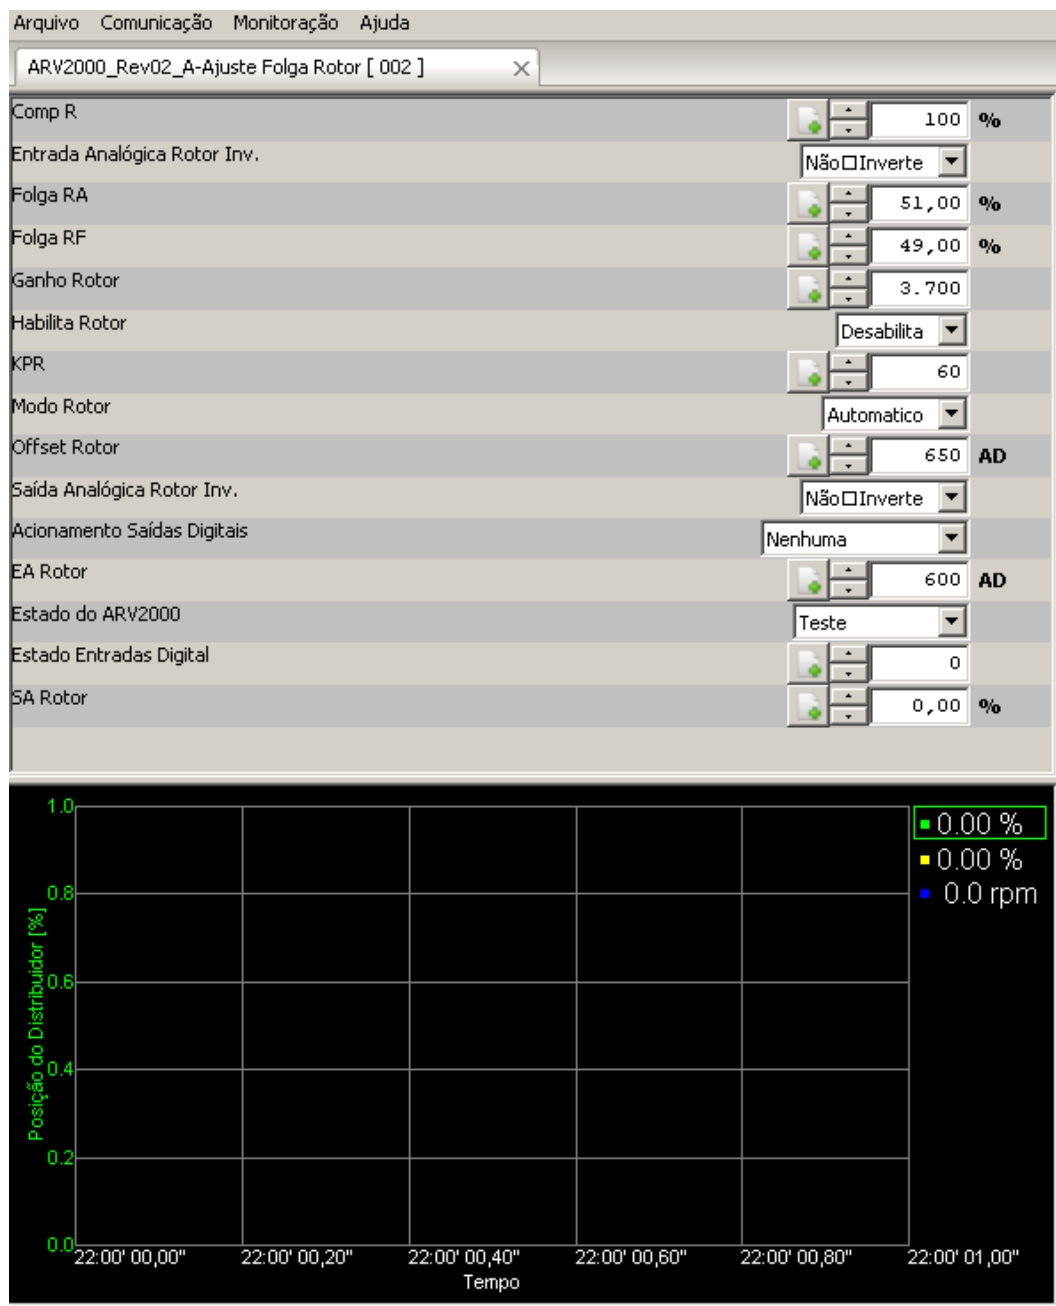 Arquivo Comunicação Monitoração Ajuda
ARV2000_Rev02_A-Ajuste Folga Rotor [ 002 ]
Comp R 100 %
Entrada Analógica Rotor Inv. Não□Inverte
Folga RA 51,00 %
Folga RF 49,00 %
Ganho Rotor 3.700
Habilita Rotor Desabilita
KPR 60
Modo Rotor Automatico
Offset Rotor 650 AD
Saída Analógica Rotor Inv. Não□Inverte
Acionamento Saídas Digitais Nenhuma
EA Rotor 600 AD
Estado do ARV2000 Teste
Estado Entradas Digital 0
SA Rotor 0,00 %
1.0
0.8
0.6
0.4
0.2
0.0
Posição do Distribuidor [%]
0.00 %
0.00 %
0.0 rpm
22:00' 00,00" 22:00' 00,20" 22:00' 00,40" 22:00' 00,60" 22:00' 00,80" 22:00' 01,00"
Tempo